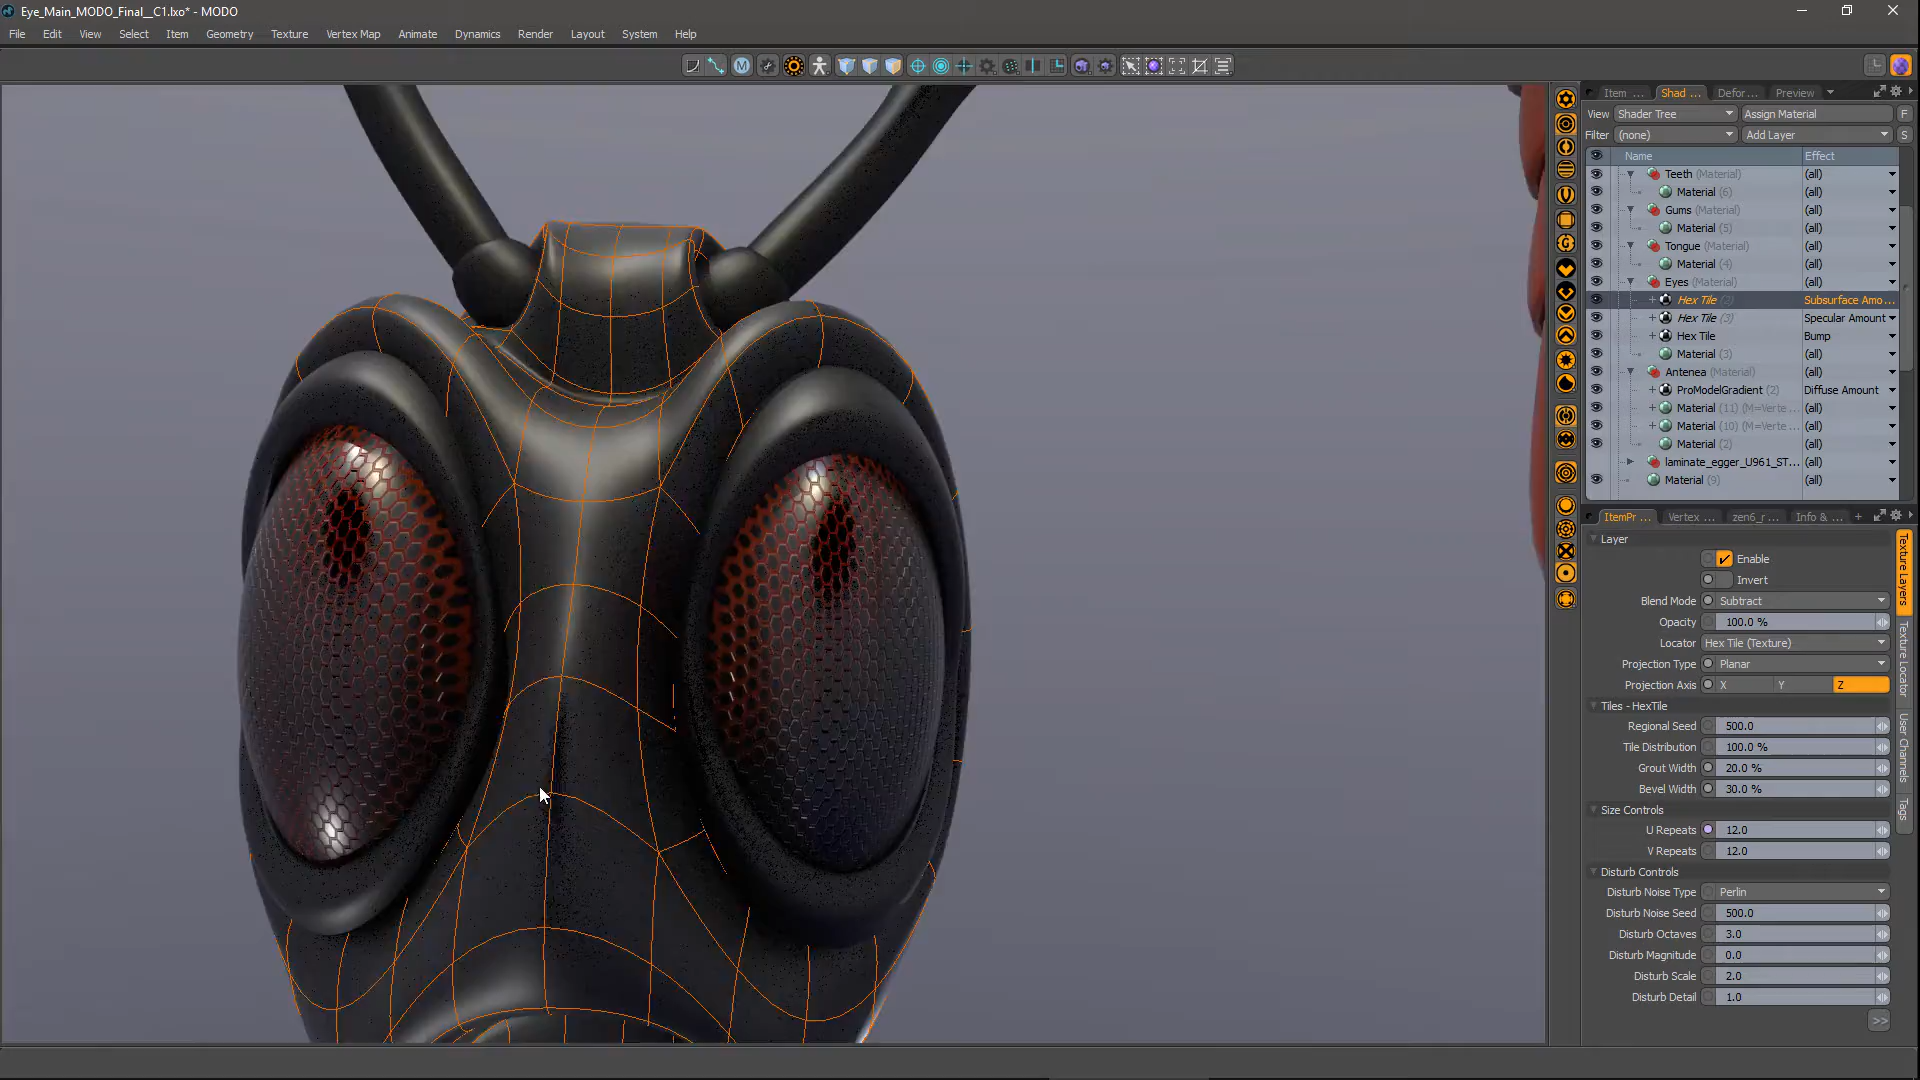 Eye_Main_MODO_Final__C1.lxo* - MODO
File Edit View Select Item Geometry Texture Vertex Map Animate Dynamics Render Layout System Help
Item ... Shad ... Defor... Preview
View Shader Tree Assign Material F
Filter (none) Add Layer S
Name Effect
Teeth (Material) (all)
Material (6) (all)
Gums (Material) (all)
Material (5) (all)
Tongue (Material) (all)
Material (4) (all)
Eyes (Material) (all)
Hex Tile (2) Subsurface Amo...
Hex Tile (3) Specular Amount
Hex Tile Bump
Material (3) (all)
Antenea (Material) (all)
ProModelGradient (2) Diffuse Amount
Material (11) (M=Verte ... (all)
Material (10) (M=Verte ... (all)
Material (2) (all)
laminate_egger_U961_ST... (all)
Material (9) (all)
ItemPr ... Vertex ... zen6_r ... Info & ... +
Layer
Enable
Invert
Blend Mode Subtract
Opacity 100.0 %
Locator Hex Tile (Texture)
Projection Type Planar
Projection Axis X Y Z
Tiles - HexTile
Regional Seed 500.0
Tile Distribution 100.0 %
Grout Width 20.0 %
Bevel Width 30.0 %
Size Controls
U Repeats 12.0
V Repeats 12.0
Disturb Controls
Disturb Noise Type Perlin
Disturb Noise Seed 500.0
Disturb Octaves 3.0
Disturb Magnitude 0.0
Disturb Scale 2.0
Disturb Detail 1.0
>>
Texture Layers
Texture Locator
User Channels
Tags